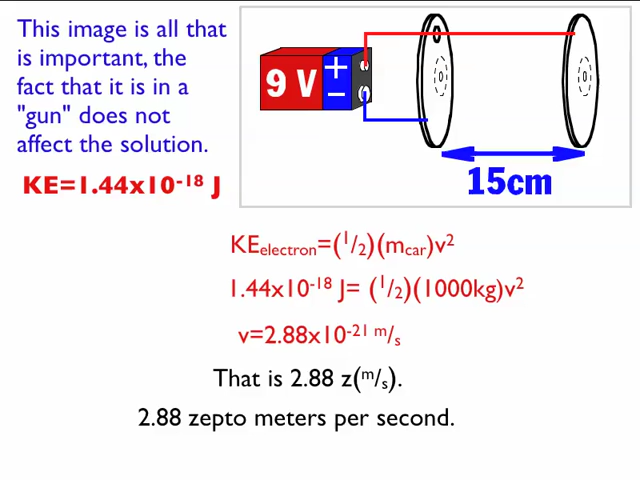 This image is all that
is important, the
fact that it is in a
"gun" does not
affect the solution.
KE=1.44x10⁻¹⁸ J
9 V
+
–
15cm
KEelectron=(¹/₂)(mcar)v²
1.44x10⁻¹⁸ J= (¹/₂)(1000kg)v²
v=2.88x10⁻²¹ ᵐ/ₛ
That is 2.88 z(ᵐ/ₛ).
2.88 zepto meters per second.